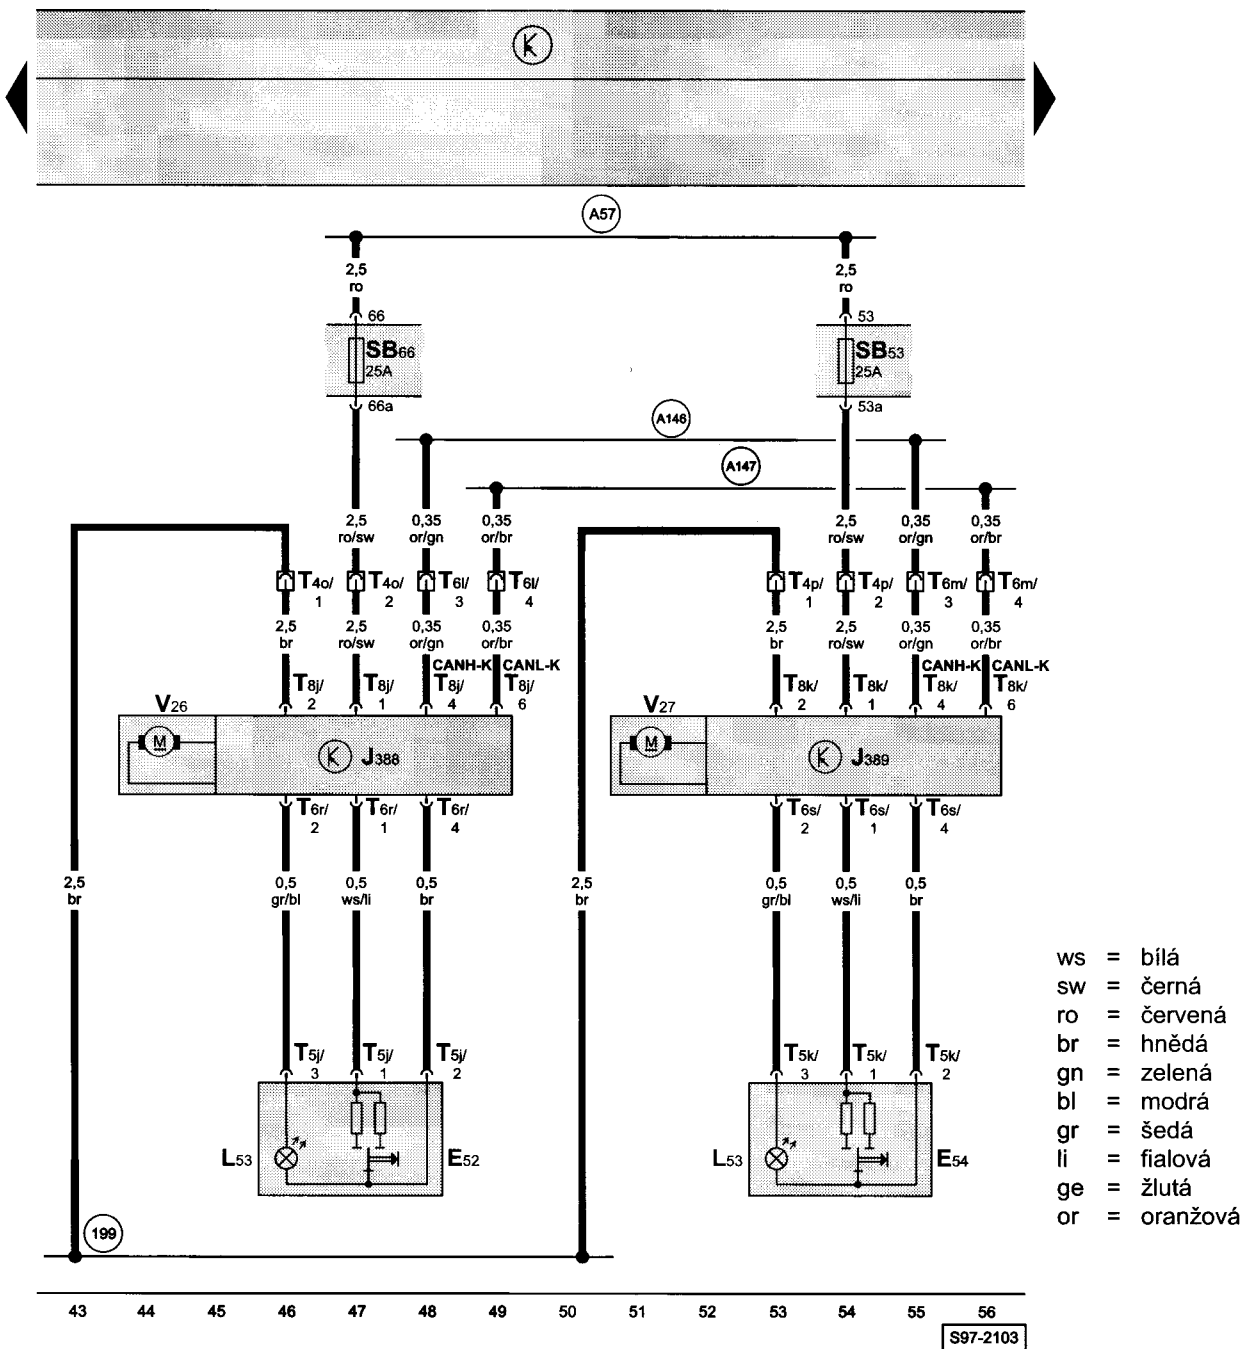 A57
2,5 2,5
ro ro
66 53
SB66 SB53
25A 25A
66a 53a
A146
A147
2,5 0,35 0,35 2,5 0,35 0,35
ro/sw or/gn or/br ro/sw or/gn or/br
T4o/ T4o/ T6l/ T6l/ T4p/ T4p/ T6m/ T6m/
1 2 3 4 1 2 3 4
2,5 2,5 0,35 0,35 2,5 2,5 0,35 0,35
br ro/sw or/gn or/br br ro/sw or/gn or/br
CANH-K CANL-K CANH-K CANL-K
T8j/ T8j/ T8j/ T8j/ T8k/ T8k/ T8k/ T8k/
2 1 4 6 2 1 4 6
V26 V27
M J388 M J389
T6r/ T6r/ T6r/ T6s/ T6s/ T6s/
2 1 4 2 1 4
2,5 0,5 0,5 0,5 2,5 0,5 0,5 0,5
br gr/bl ws/li br br gr/bl ws/li br
ws = bílá
sw = černá
ro = červená
br = hnědá
gn = zelená
bl = modrá
gr = šedá
li = fialová
ge = žlutá
or = oranžová
T5j/ T5j/ T5j/ T5k/ T5k/ T5k/
3 1 2 3 1 2
L53 E52 L53 E54
199
43 44 45 46 47 48 49 50 51 52 53 54 55 56
S97-2103